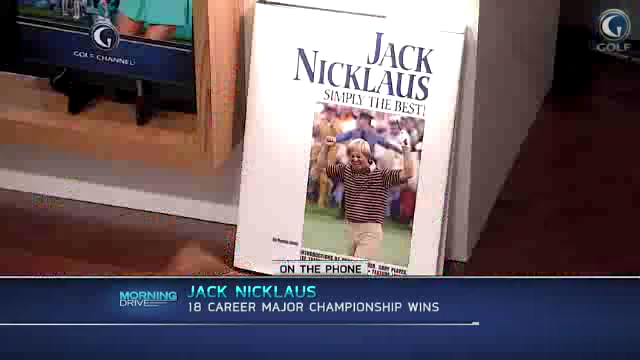 GOLF CHANNEL
GOLF
JACK
NICKLAUS
SIMPLY THE BEST!
ON THE PHONE
JACK NICKLAUS
MORNING
DRIVE
18 CAREER MAJOR CHAMPIONSHIP WINS